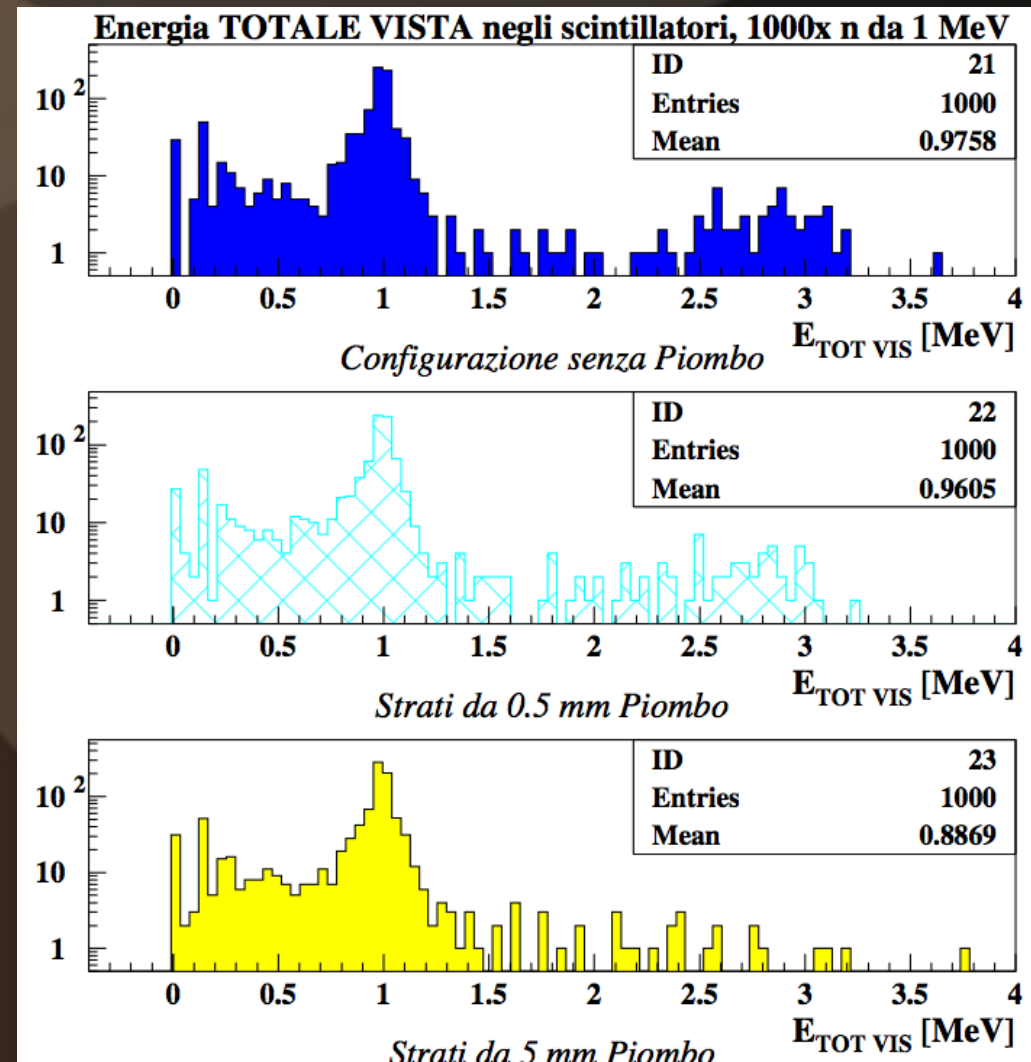 Energia TOTALE VISTA negli scintillatori, 1000x n da 1 MeV
ID 21
Entries 1000
Mean 0.9758
10 2
10
1
0 0.5 1 1.5 2 2.5 3 3.5 4
E TOT VIS [MeV]
Configurazione senza Piombo
ID 22
Entries 1000
Mean 0.9605
10 2
10
1
0 0.5 1 1.5 2 2.5 3 3.5 4
E TOT VIS [MeV]
Strati da 0.5 mm Piombo
ID 23
Entries 1000
Mean 0.8869
10 2
10
1
0 0.5 1 1.5 2 2.5 3 3.5 4
E TOT VIS [MeV]
Strati da 5 mm Piombo